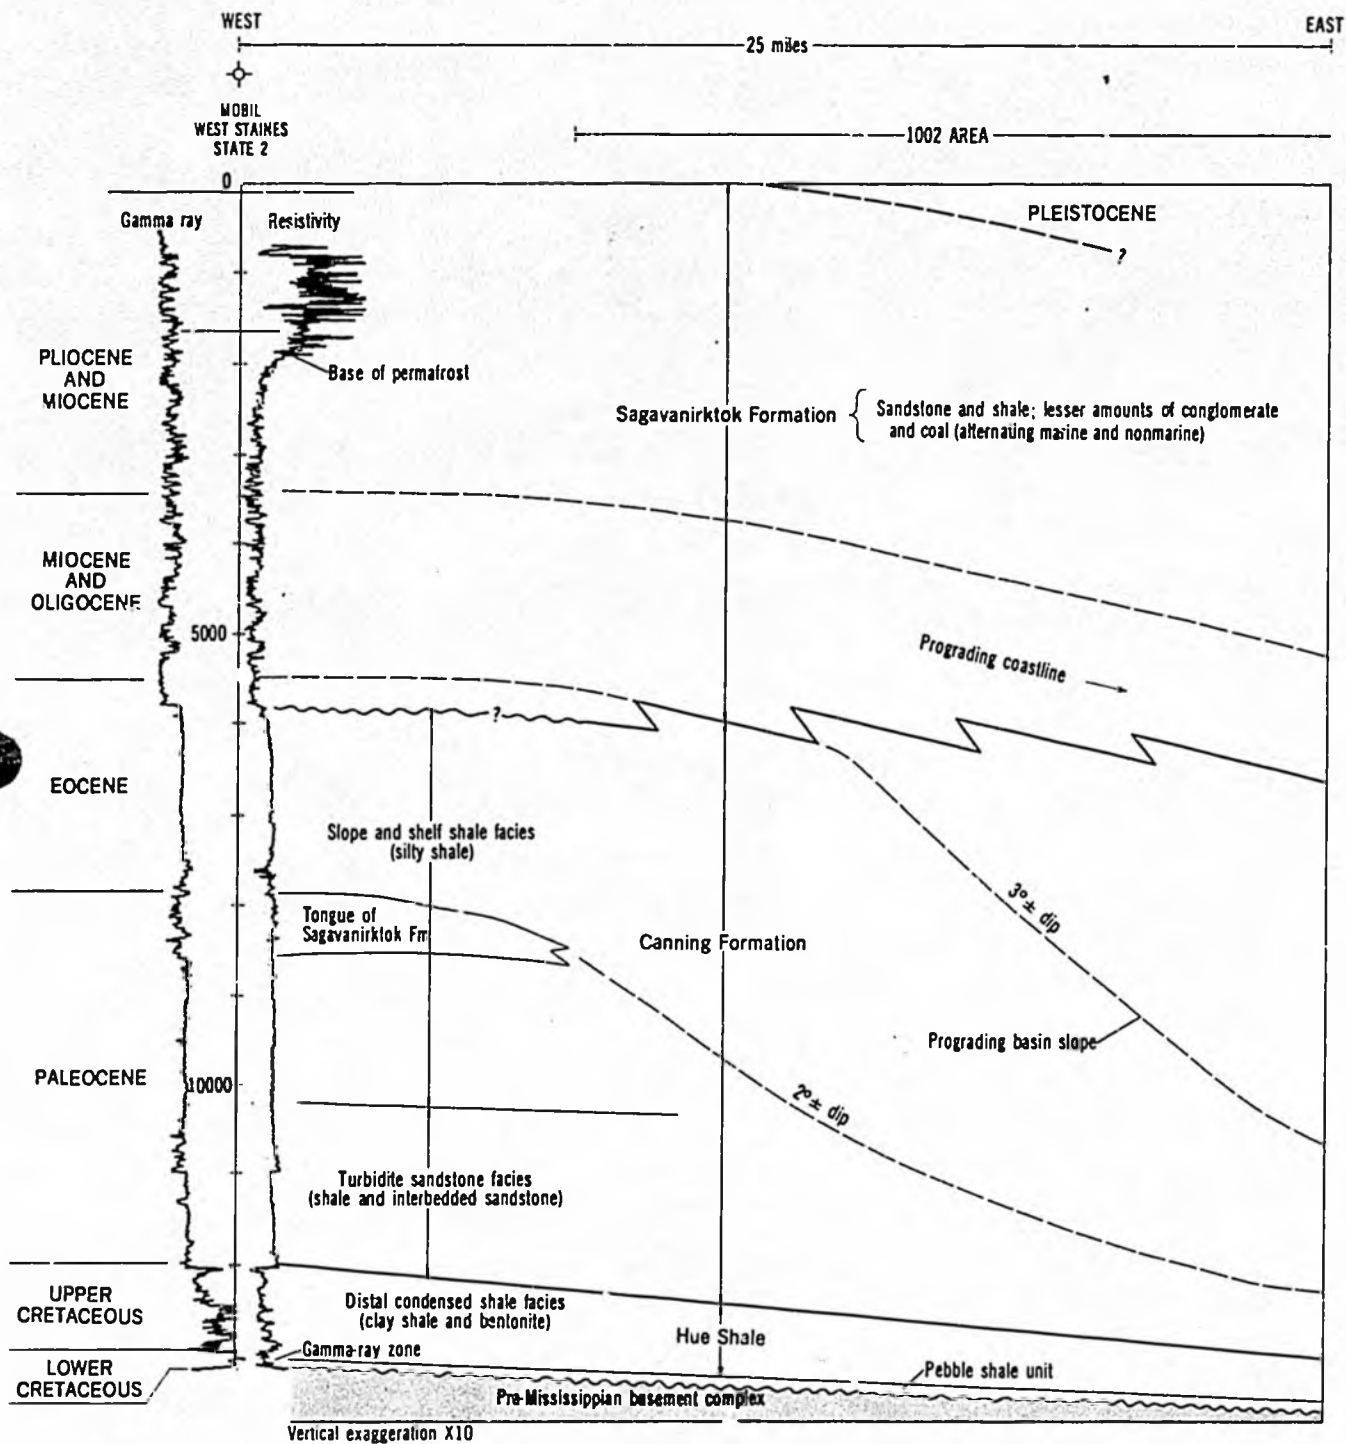 WEST
EAST
25 miles
MOBIL
WEST STAINES
STATE 2
1002 AREA
0
Gamma ray
Resistivity
PLEISTOCENE
?
PLIOCENE
AND
MIOCENE
Base of permafrost
Sagavanirktok Formation
Sandstone and shale; lesser amounts of conglomerate
and coal (alternating marine and nonmarine)
MIOCENE
AND
OLIGOCENE
5000
Prograding coastline
?
EOCENE
Slope and shelf shale facies
(silty shale)
3°± dip
Tongue of
Sagavanirktok Fm
Canning Formation
Prograding basin slope
PALEOCENE
10000
2°± dip
Turbidite sandstone facies
(shale and interbedded sandstone)
UPPER
CRETACEOUS
Distal condensed shale facies
(clay shale and bentonite)
Hue Shale
Gamma-ray zone
LOWER
CRETACEOUS
Pebble shale unit
Pre-Mississippian basement complex
Vertical exaggeration X10